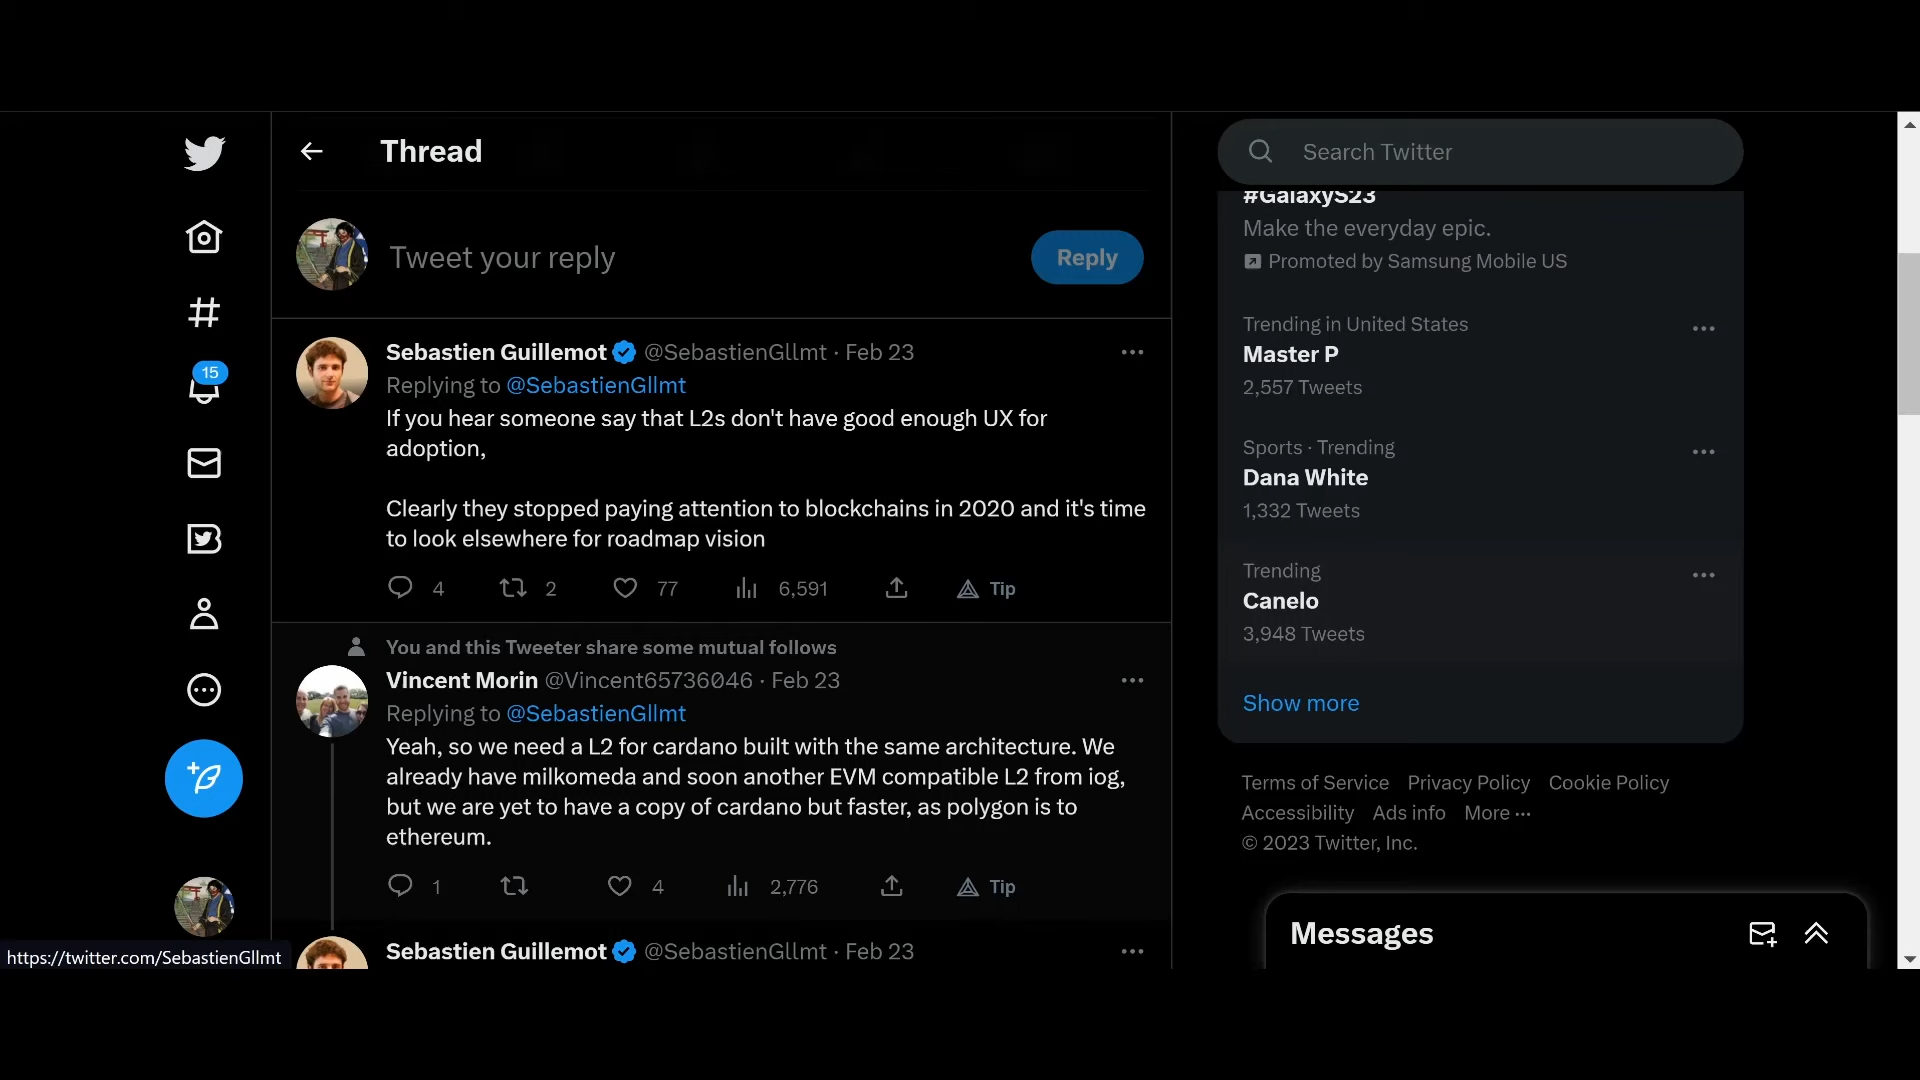 Thread
Search Twitter
Tweet your reply
Reply
15
Sebastien Guillemot @SebastienGllmt · Feb 23
Replying to @SebastienGllmt
If you hear someone say that L2s don't have good enough UX for
adoption,
Clearly they stopped paying attention to blockchains in 2020 and it's time
to look elsewhere for roadmap vision
4 2 77 6,591 Tip
You and this Tweeter share some mutual follows
Vincent Morin @Vincent65736046 · Feb 23
Replying to @SebastienGllmt
Yeah, so we need a L2 for cardano built with the same architecture. We
already have milkomeda and soon another EVM compatible L2 from iog,
but we are yet to have a copy of cardano but faster, as polygon is to
ethereum.
1 4 2,776 Tip
Sebastien Guillemot @SebastienGllmt · Feb 23
https://twitter.com/SebastienGllmt
#GalaxyS23
Make the everyday epic.
Promoted by Samsung Mobile US
Trending in United States
Master P
2,557 Tweets
Sports · Trending
Dana White
1,332 Tweets
Trending
Canelo
3,948 Tweets
Show more
Terms of Service Privacy Policy Cookie Policy
Accessibility Ads info More ···
© 2023 Twitter, Inc.
Messages